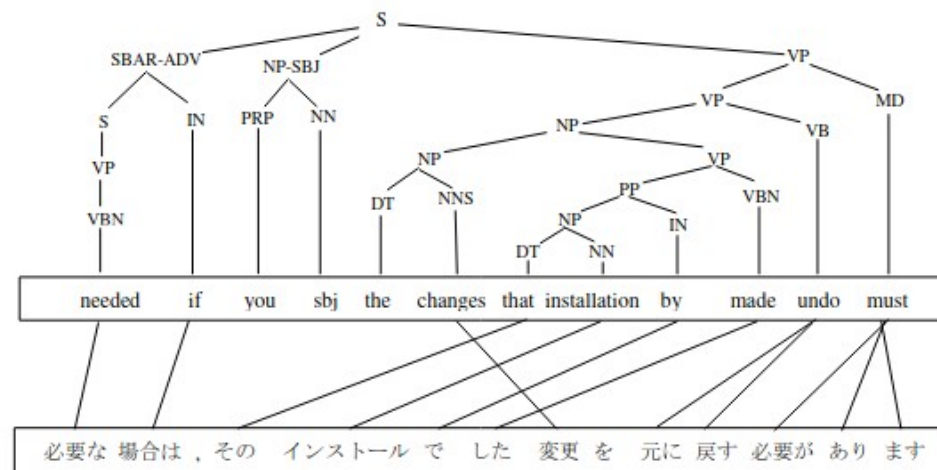 S
SBAR-ADV NP-SBJ VP
S IN PRP NN NP VP VB MD
VP NP VP
VBN DT NNS PP VBN
NP IN
DT NN
needed if you sbj the changes that installation by made undo must
必要な 場合は , その インストール で した 変更 を 元に 戻す 必要が あり ます